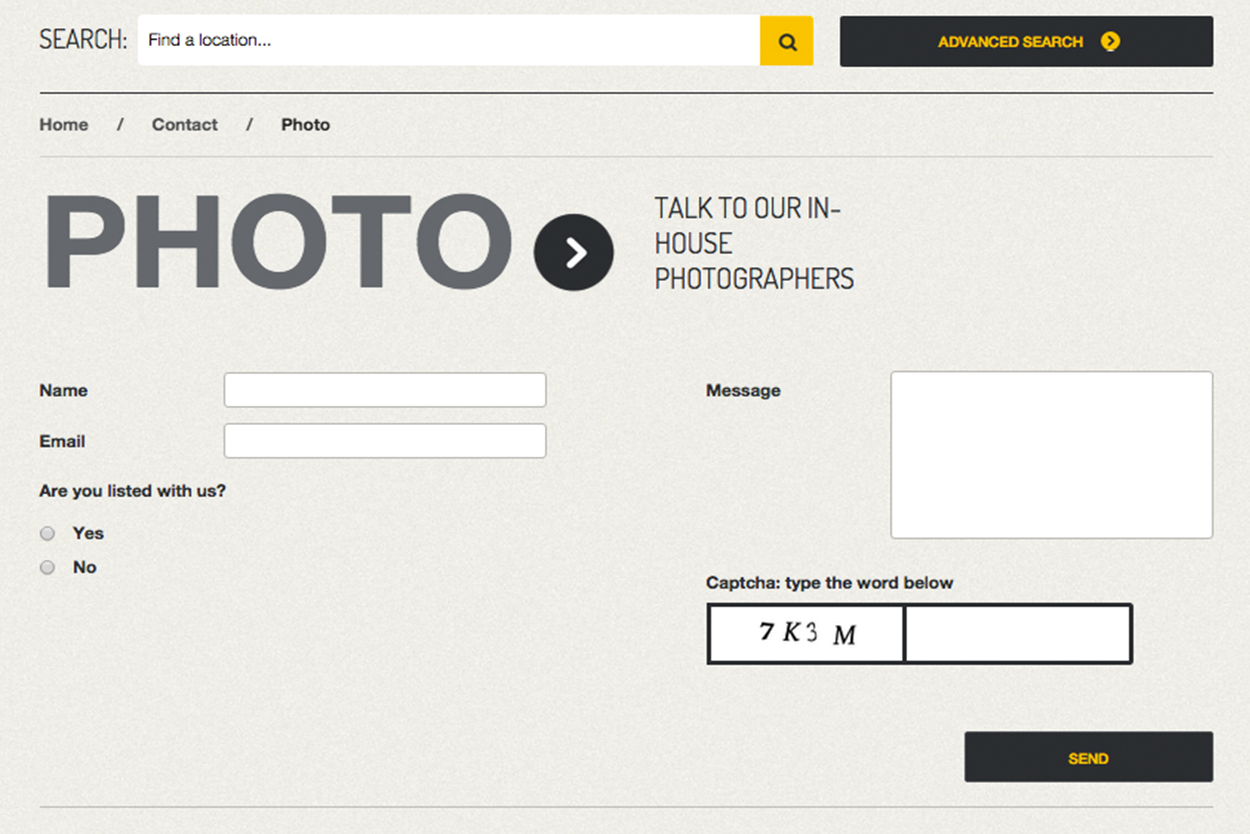 SEARCH: Find a location... ADVANCED SEARCH
Home / Contact / Photo
PHOTO
TALK TO OUR IN-
HOUSE
PHOTOGRAPHERS
Name
Email
Are you listed with us?
Yes
No
Message
Captcha: type the word below
7 K 3 M
SEND